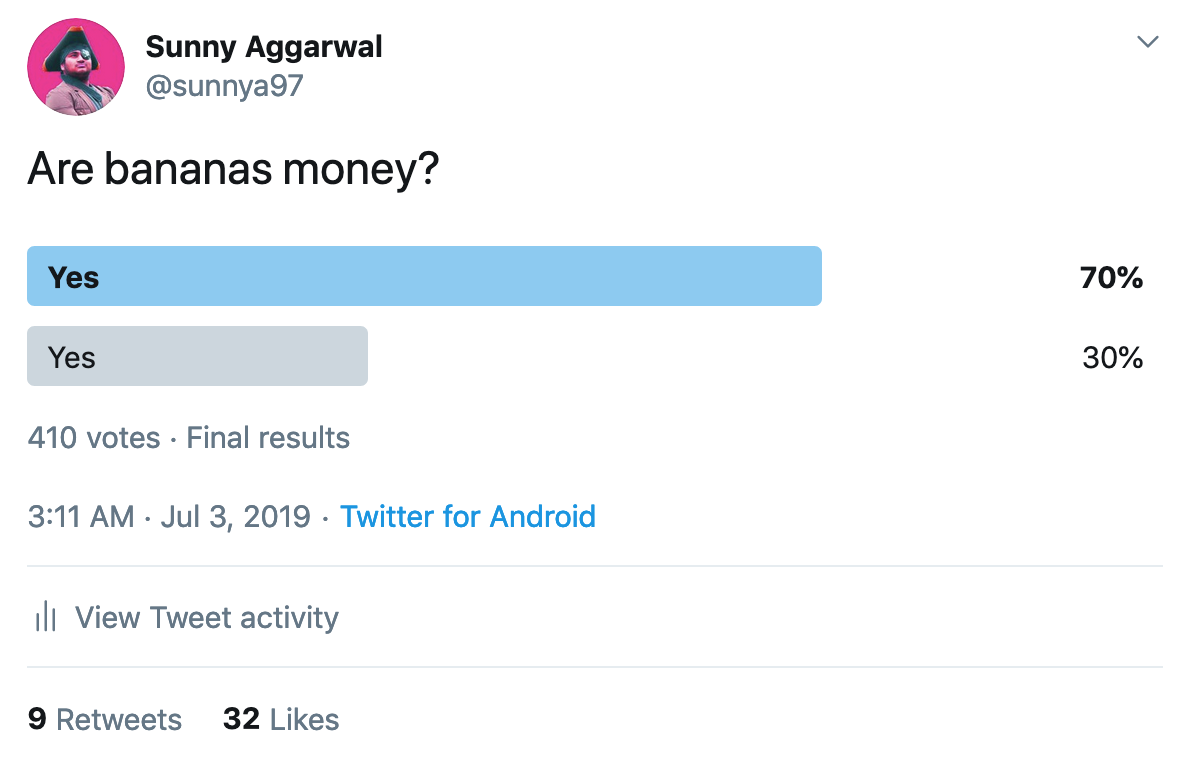 Sunny Aggarwal
@sunnya97
Are bananas money?
Yes 70%
Yes 30%
410 votes · Final results
3:11 AM · Jul 3, 2019 · Twitter for Android
View Tweet activity
9 Retweets 32 Likes